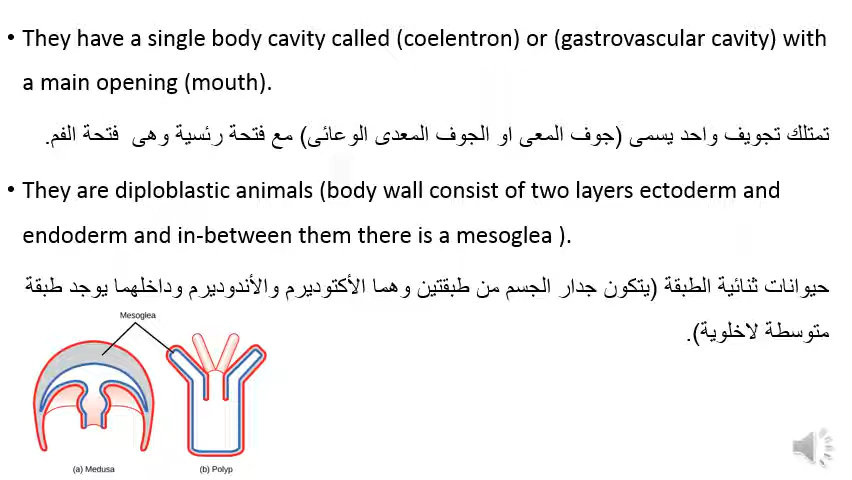 • They have a single body cavity called (coelentron) or (gastrovascular cavity) with
a main opening (mouth).
تمتلك تجويف واحد يسمى (جوف المعى او الجوف المعدى الوعائى) مع فتحة رئسية وهى فتحة الفم.
• They are diploblastic animals (body wall consist of two layers ectoderm and
endoderm and in-between them there is a mesoglea ).
حيوانات ثنائية الطبقة (يتكون جدار الجسم من طبقتين وهما الأكتوديرم والأندوديرم وداخلهما يوجد طبقة
متوسطة لاخلوية).
Mesoglea
(a) Medusa
(b) Polyp